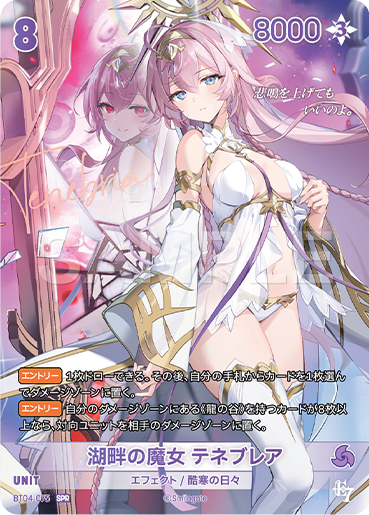 8
8000
3
悲鳴を上げても
いいのよ。
Tenebria
SAMPLE
エントリー 1枚ドローできる。その後、自分の手札からカードを1枚選ん
でダメージゾーンに置く。
エントリー 自分のダメージゾーンにある《龍の谷》を持つカードが8枚以
上なら、対向ユニットを相手のダメージゾーンに置く。
湖畔の魔女 テネブレア
UNIT
エフェクト / 酷寒の日々
SPR
©Smilegate